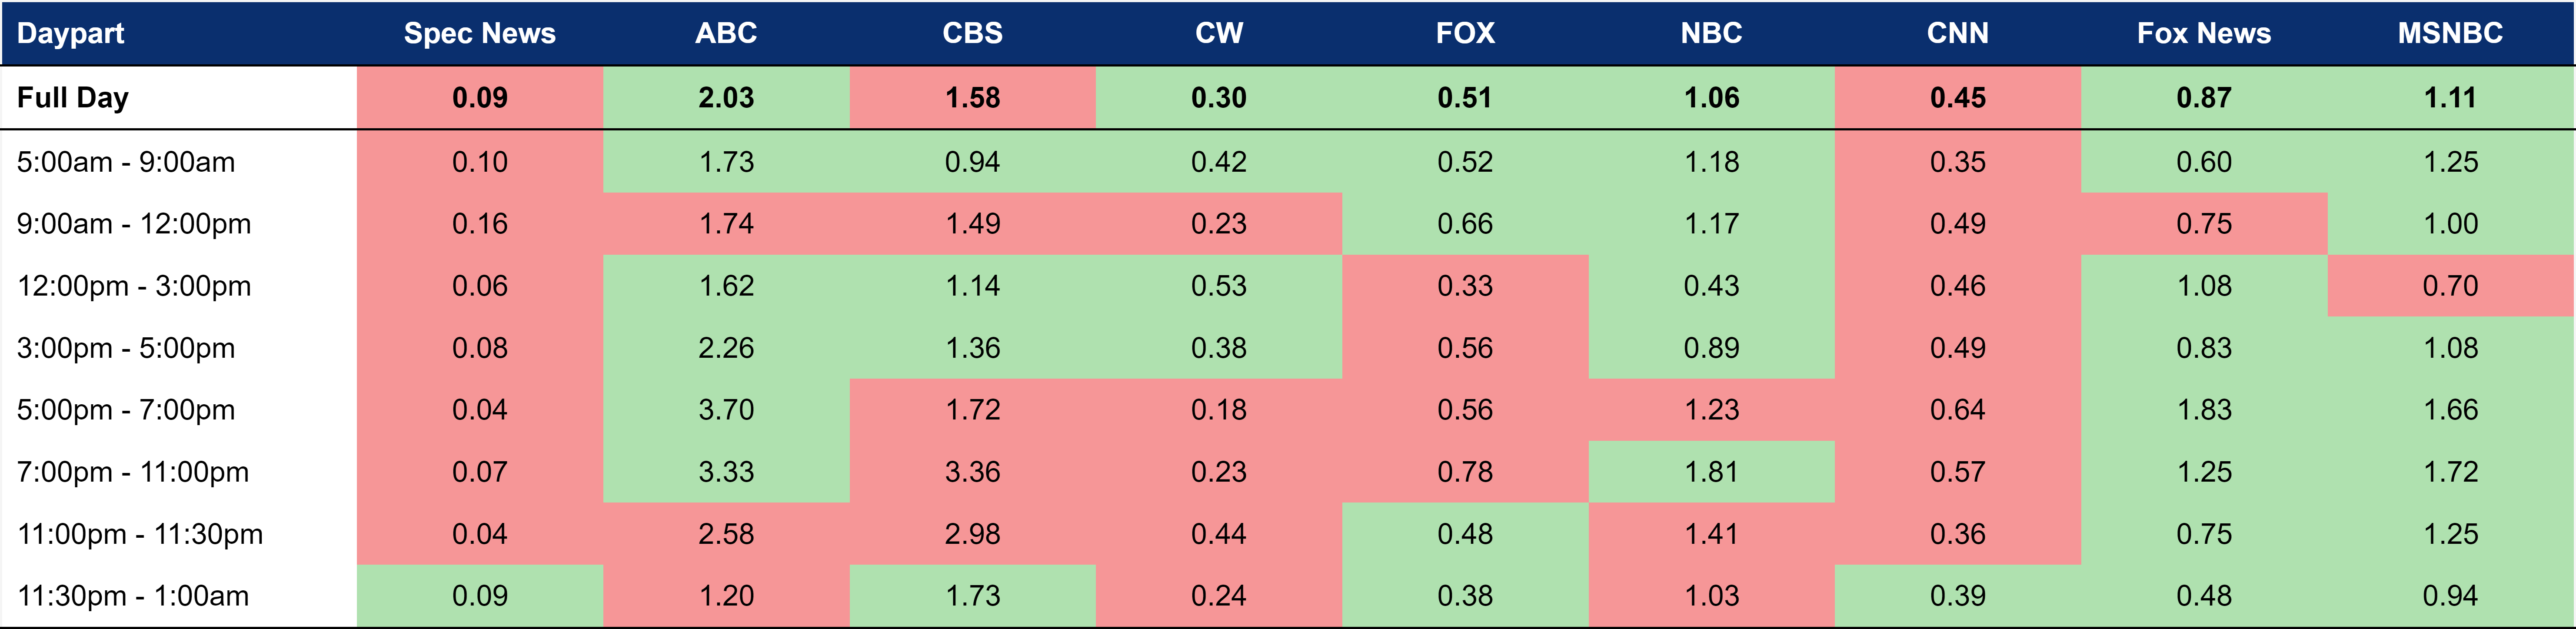 Daypart Spec News ABC CBS CW FOX NBC CNN Fox News MSNBC
Full Day 0.09 2.03 1.58 0.30 0.51 1.06 0.45 0.87 1.11
5:00am - 9:00am 0.10 1.73 0.94 0.42 0.52 1.18 0.35 0.60 1.25
9:00am - 12:00pm 0.16 1.74 1.49 0.23 0.66 1.17 0.49 0.75 1.00
12:00pm - 3:00pm 0.06 1.62 1.14 0.53 0.33 0.43 0.46 1.08 0.70
3:00pm - 5:00pm 0.08 2.26 1.36 0.38 0.56 0.89 0.49 0.83 1.08
5:00pm - 7:00pm 0.04 3.70 1.72 0.18 0.56 1.23 0.64 1.83 1.66
7:00pm - 11:00pm 0.07 3.33 3.36 0.23 0.78 1.81 0.57 1.25 1.72
11:00pm - 11:30pm 0.04 2.58 2.98 0.44 0.48 1.41 0.36 0.75 1.25
11:30pm - 1:00am 0.09 1.20 1.73 0.24 0.38 1.03 0.39 0.48 0.94